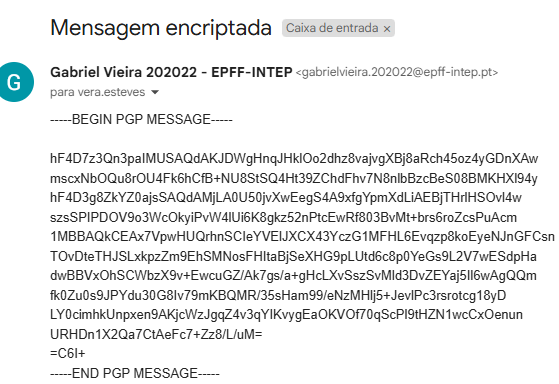 Mensagem encriptada Caixa de entrada ×
G
Gabriel Vieira 202022 - EPFF-INTEP <gabrielvieira.202022@epff-intep.pt>
para vera.esteves
-----BEGIN PGP MESSAGE-----
hF4D7z3Qn3paIMUSAQdAKJDWgHnqJHklOo2dhz8vajvgXBj8aRch45oz4yGDnXAw
mscxNbOQu8rOU4Fk6hCfB+NU8StSQ4Ht39ZChdFhv7N8nlbBzcBeS08BMKHXI94y
hF4D3g8ZkYZ0ajsSAQdAMjLA0U50jvXwEegS4A9xfgYpmXdLiAEBjTHrlHSOvl4w
szsSPIPDOV9o3WcOkyiPvW4lUi6K8gkz52nPtcEwRf803BvMt+brs6roZcsPuAcm
1MBBAQkCEAx7VpwHUQrhnSCIeYVEIJXCX43YczG1MFHL6Evqzp8koEyeNJnGFCsn
TOvDteTHJSLxkpzZm9EhSMNosFHItaBjSeXHG9pLUtd6c8p0YeGs9L2V7wESdpHa
dwBBVxOhSCWbzX9v+EwcuGZ/Ak7gs/a+gHcLXvSszSvMId3DvZEYaj5Il6wAgQQm
fk0Zu0s9JPYdu30G8Iv79mKBQMR/35sHam99/eNzMHlj5+JevlPc3rsrotcg18yD
LY0cimhkUnpxen9AKjcWzJgqZ4v3qYIKvygEaOKVOf70qScPl9tHZN1wcCxOenun
URHDn1X2Qa7CtAeFc7+Zz8/L/uM=
=C6I+
-----END PGP MESSAGE-----